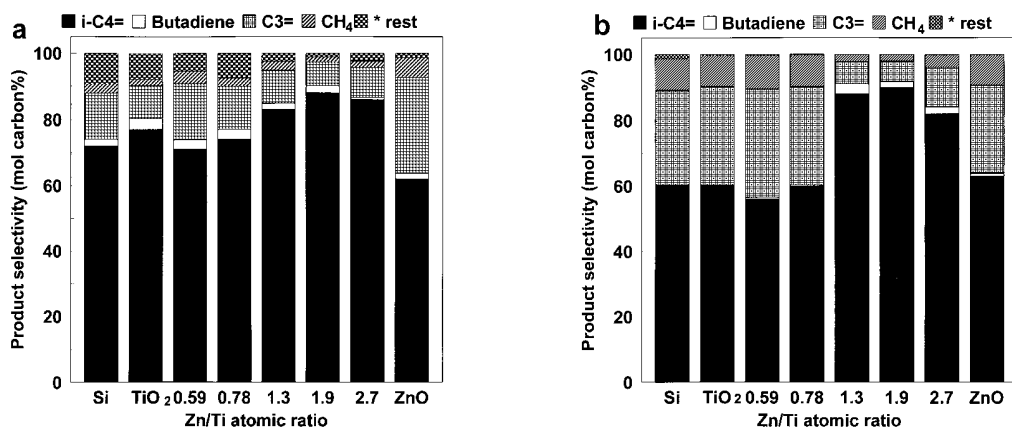 a
i-C4= Butadiene C3= CH4 * rest
Product selectivity (mol carbon%)
100
80
60
40
20
0
Si TiO2 0.59 0.78 1.3 1.9 2.7 ZnO
Zn/Ti atomic ratio
b
i-C4= Butadiene C3= CH4 * rest
Product selectivity (mol carbon%)
100
80
60
40
20
0
Si TiO2 0.59 0.78 1.3 1.9 2.7 ZnO
Zn/Ti atomic ratio